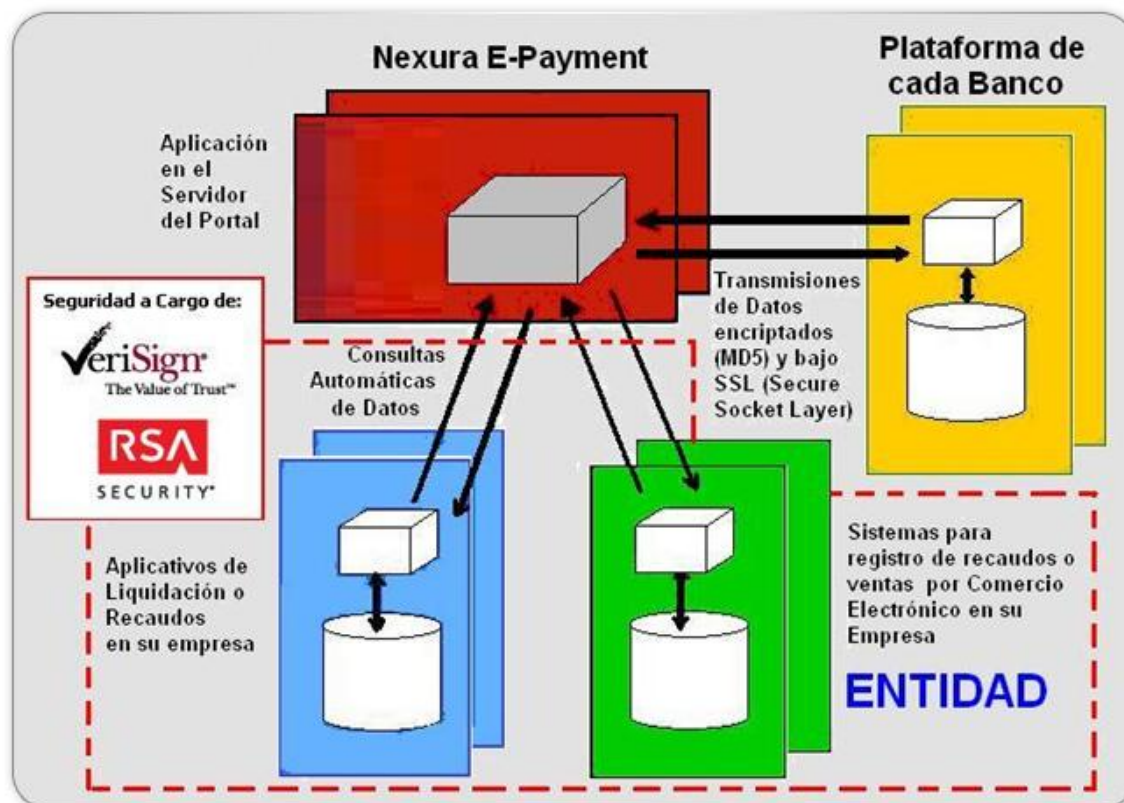 Nexura E-Payment
Plataforma de
cada Banco
Aplicación
en el
Servidor
del Portal
Seguridad a Cargo de:
VeriSign®
The Value of Trust™
RSA
SECURITY®
Consultas
Automáticas
de Datos
Transmisiones
de Datos
encriptados
(MD5) y bajo
SSL (Secure
Socket Layer)
Aplicativos de
Liquidación o
Recaudos
en su empresa
Sistemas para
registro de recaudos o
ventas por Comercio
Electrónico en su
Empresa
ENTIDAD